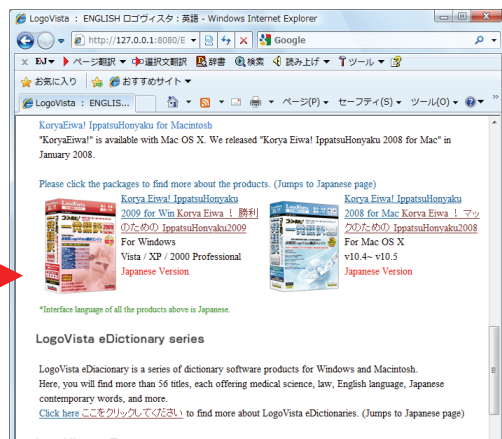 LogoVista : ENGLISH ロゴヴィスタ：英語 - Windows Internet Explorer
http://127.0.0.1:8080/E
Google
EJ ページ翻訳 選択文翻訳 辞書 検索 読み上げ ツール
お気に入り おすすめサイト
LogoVista : ENGLIS... ページ(P) セーフティ(S) ツール(O)
KoryaEiwa! IppatsuHonyaku for Macintosh
"KoryaEiwa!" is available with Mac OS X. We released "Korya Eiwa! IppatsuHonyaku 2008 for Mac" in
January 2008.
Please click the packages to find more about the products. (Jumps to Japanese page)
Korya Eiwa! IppatsuHonyaku
2009 for Win Korya Eiwa ！ 勝利
のための IppatsuHonyaku2009
For Windows
Vista / XP / 2000 Professional
Japanese Version
Korya Eiwa! IppatsuHonyaku
2008 for Mac Korya Eiwa ！ マッ
クのための IppatsuHonyaku2008
For Mac OS X
v10.4~ v10.5
Japanese Version
*Interface language of all the products above is Japanese.
LogoVista eDictionary series
LogoVista eDiacionary is a series of dictionary software products for Windows and Macintosh.
Here, you will find more than 56 titles, each offering medical science, law, English language, Japanese
contemporary words, and more.
Click here ここをクリックしてください to find more about LogoVista eDictionaries. (Jumps to Japanese page)